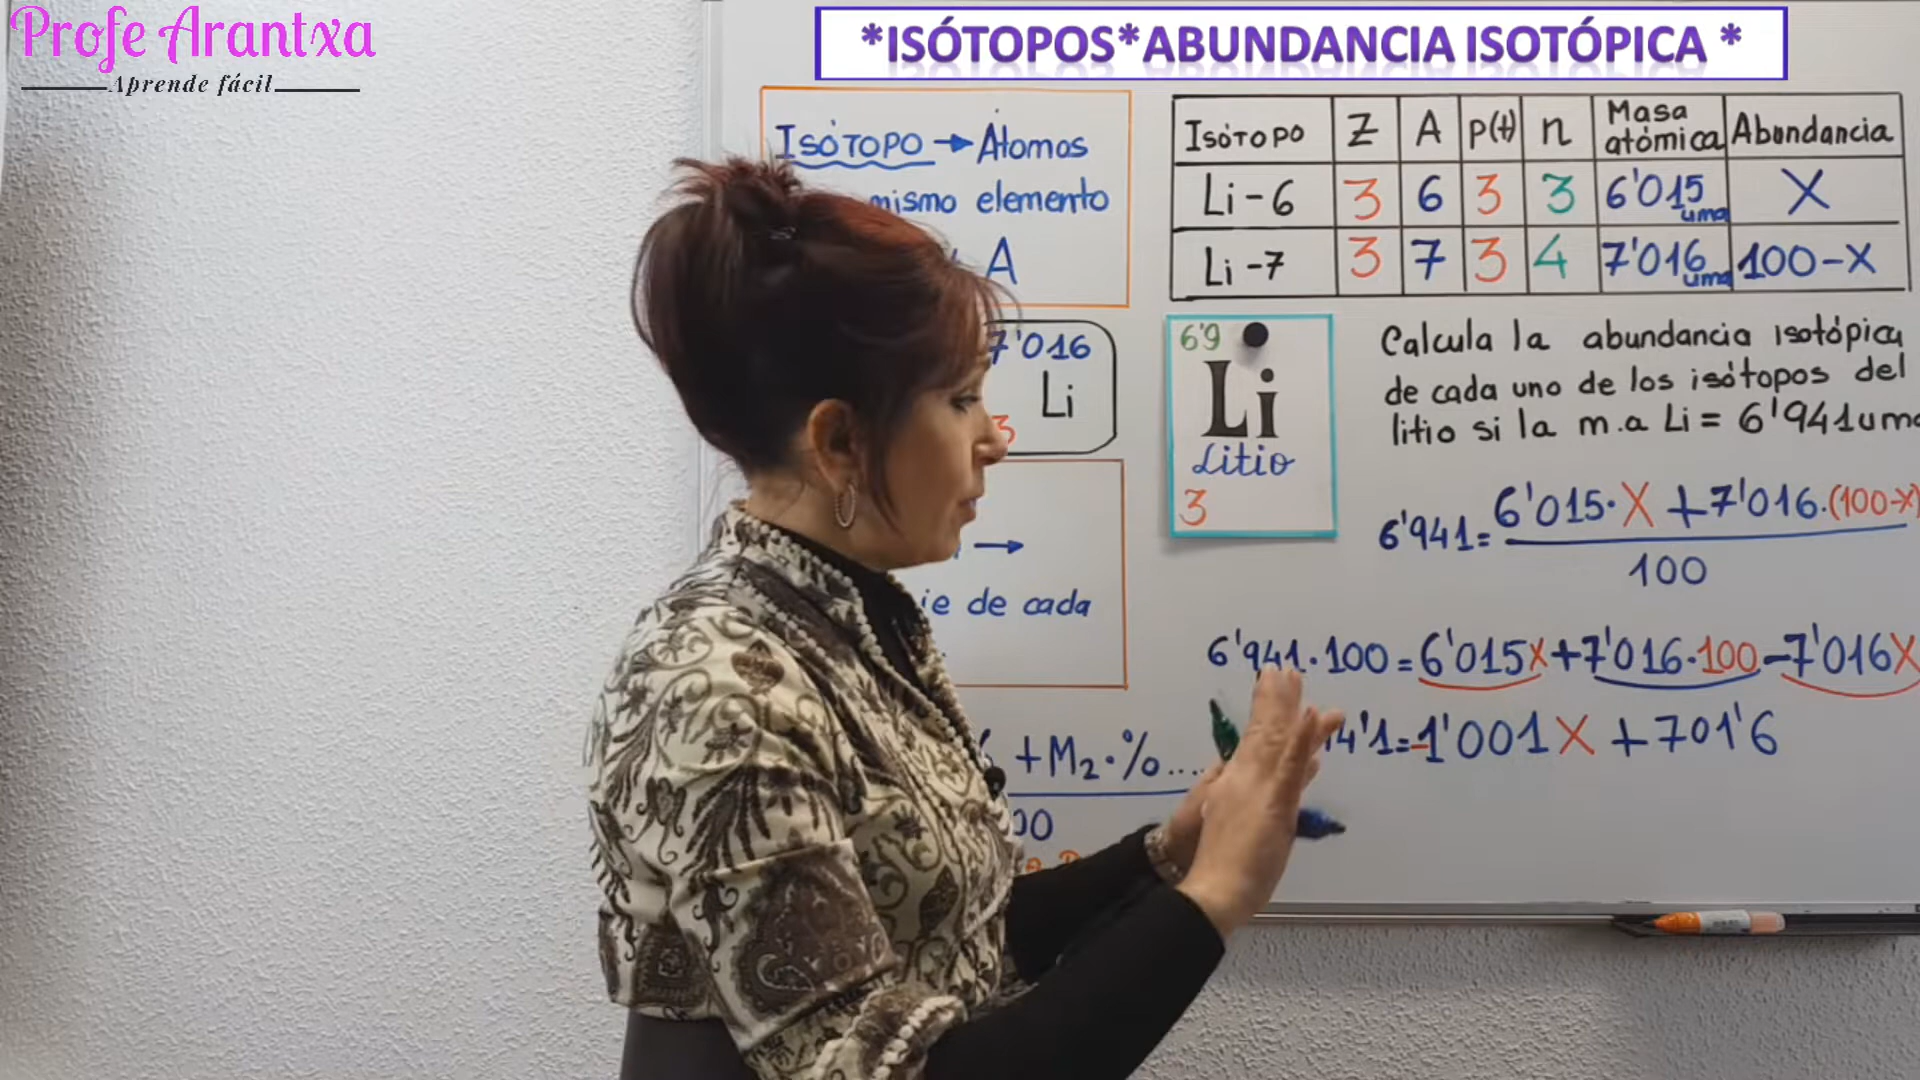 Profe Arantxa
Aprende fácil
*ISÓTOPOS*ABUNDANCIA ISOTÓPICA *
ISÓTOPO → Átomos
mismo elemento
A
7'016
Li
3
→
de cada
+M₂·%....
Isótopo Z A p(+) n Masa atómica Abundancia
Li-6 3 6 3 3 6'015 uma X
Li-7 3 7 3 4 7'016 uma 100-X
6'9
Li
Litio
3
Calcula la abundancia isotópica
de cada uno de los isótopos del
litio si la m.a Li = 6'941uma
6'941= 6'015·X +7'016·(100-X)
100
6'941·100=6'015X+7'016·100-7'016X
4'1=-1'001X +701'6